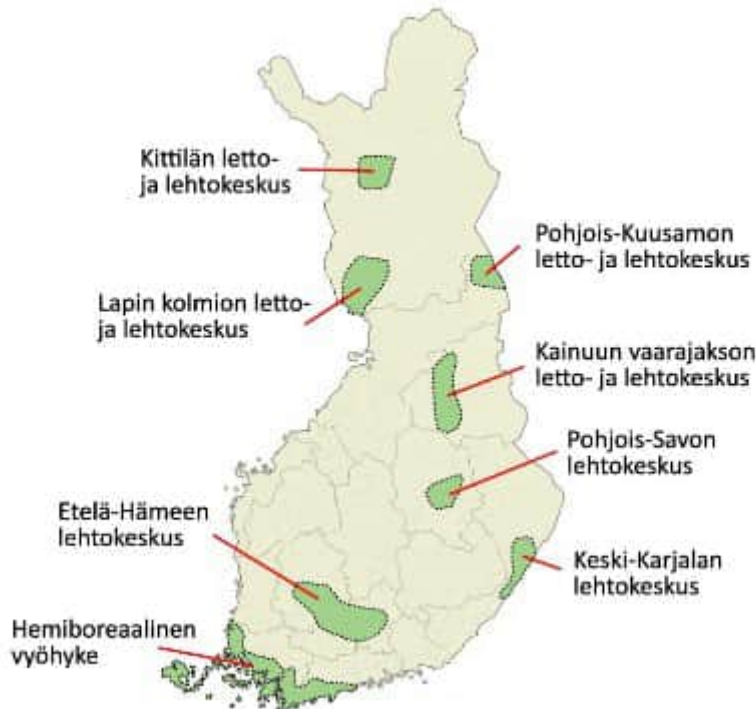 Kittilän letto-
ja lehtokeskus
Pohjois-Kuusamon
letto- ja lehtokeskus
Lapin kolmion letto-
ja lehtokeskus
Kainuun vaarajakson
letto- ja lehtokeskus
Pohjois-Savon
lehtokeskus
Etelä-Hämeen
lehtokeskus
Keski-Karjalan
lehtokeskus
Hemiboreaalinen
vyöhyke